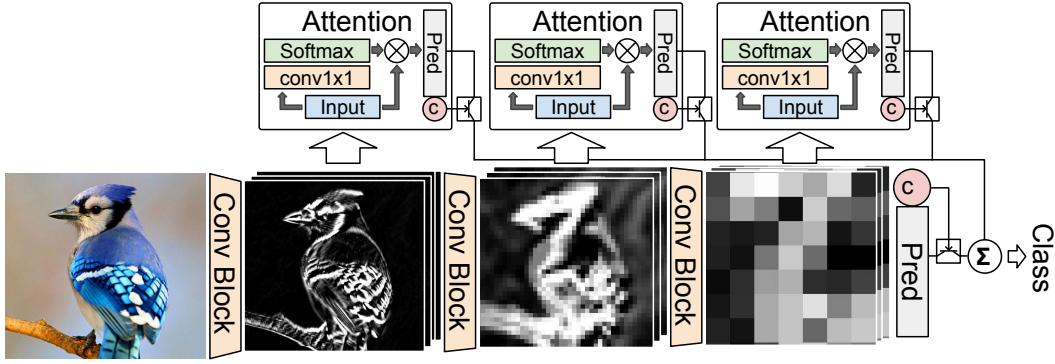 Attention
Softmax
conv1x1
Input
Pred
c
Attention
Softmax
conv1x1
Input
Pred
c
Attention
Softmax
conv1x1
Input
Pred
c
Conv Block
Conv Block
Conv Block
C
Pred
Σ
Class